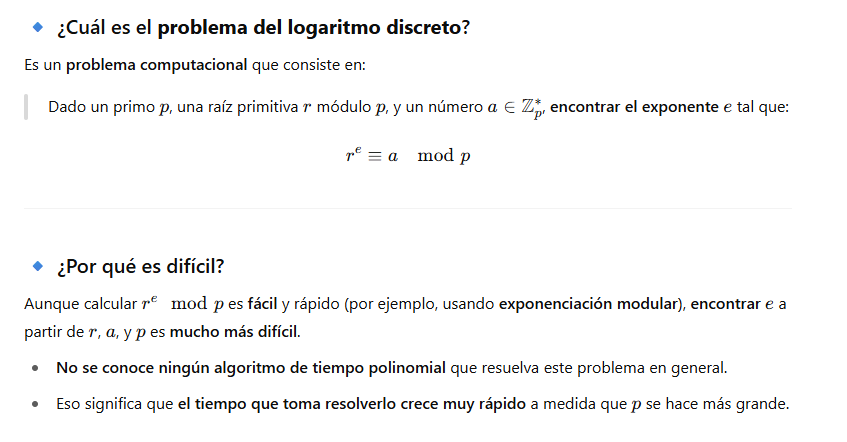 🔹 ¿Cuál es el problema del logaritmo discreto?
Es un problema computacional que consiste en:
Dado un primo p, una raíz primitiva r módulo p, y un número a ∈ ℤₚ*, encontrar el exponente e tal que:
rᵉ ≡ a mod p
🔹 ¿Por qué es difícil?
Aunque calcular rᵉ mod p es fácil y rápido (por ejemplo, usando exponenciación modular), encontrar e a
partir de r, a, y p es mucho más difícil.
• No se conoce ningún algoritmo de tiempo polinomial que resuelva este problema en general.
• Eso significa que el tiempo que toma resolverlo crece muy rápido a medida que p se hace más grande.